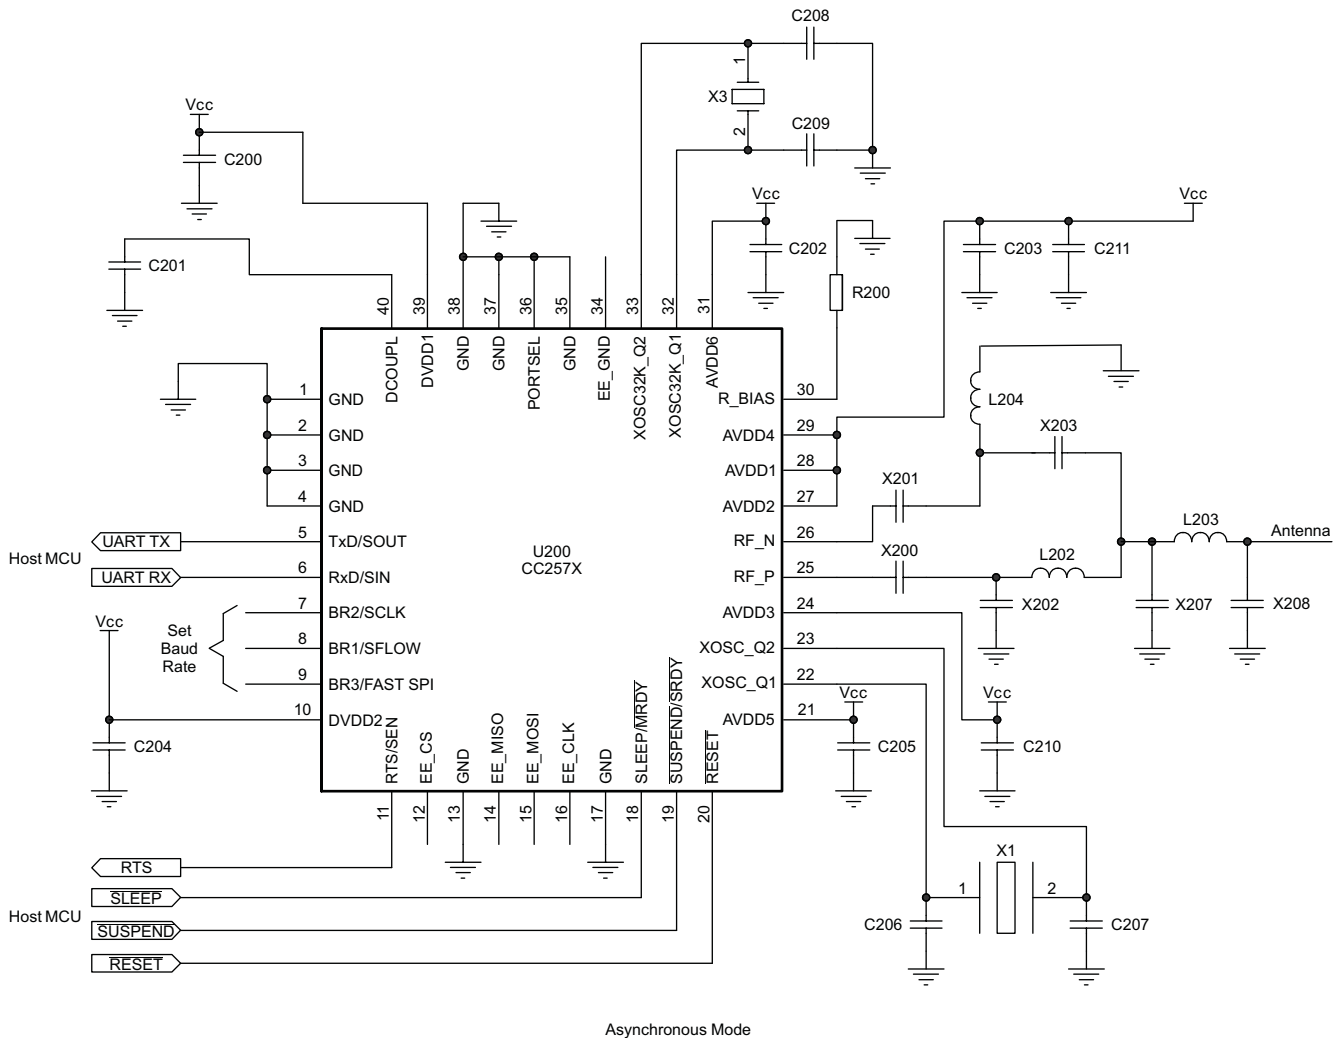 C208
1
X3
2
C209
Vcc
C200
Vcc
C202
Vcc
C203
C211
C201
R200
40
39
38
37
36
35
34
33
32
31
DCOUPL
DVDD1
GND
GND
PORTSEL
GND
EE_GND
XOSC32K_Q2
XOSC32K_Q1
AVDD6
1
GND
2
GND
3
GND
4
GND
Host MCU
UART TX
5
TxD/SOUT
UART RX
6
RxD/SIN
Set
Baud
Rate
7
BR2/SCLK
8
BR1/SFLOW
9
BR3/FAST SPI
Vcc
10
DVDD2
C204
U200
CC257X
R_BIAS
30
AVDD4
29
AVDD1
28
AVDD2
27
RF_N
26
RF_P
25
AVDD3
24
XOSC_Q2
23
XOSC_Q1
22
AVDD5
21
L204
X203
X201
X200
L202
X202
L203
Antenna
X207
X208
Vcc
C205
Vcc
C210
RTS/SEN
EE_CS
GND
EE_MISO
EE_MOSI
EE_CLK
GND
SLEEP/MRDY
SUSPEND/SRDY
RESET
11
12
13
14
15
16
17
18
19
20
X1
1
2
C206
C207
Host MCU
RTS
SLEEP
SUSPEND
RESET
Asynchronous Mode